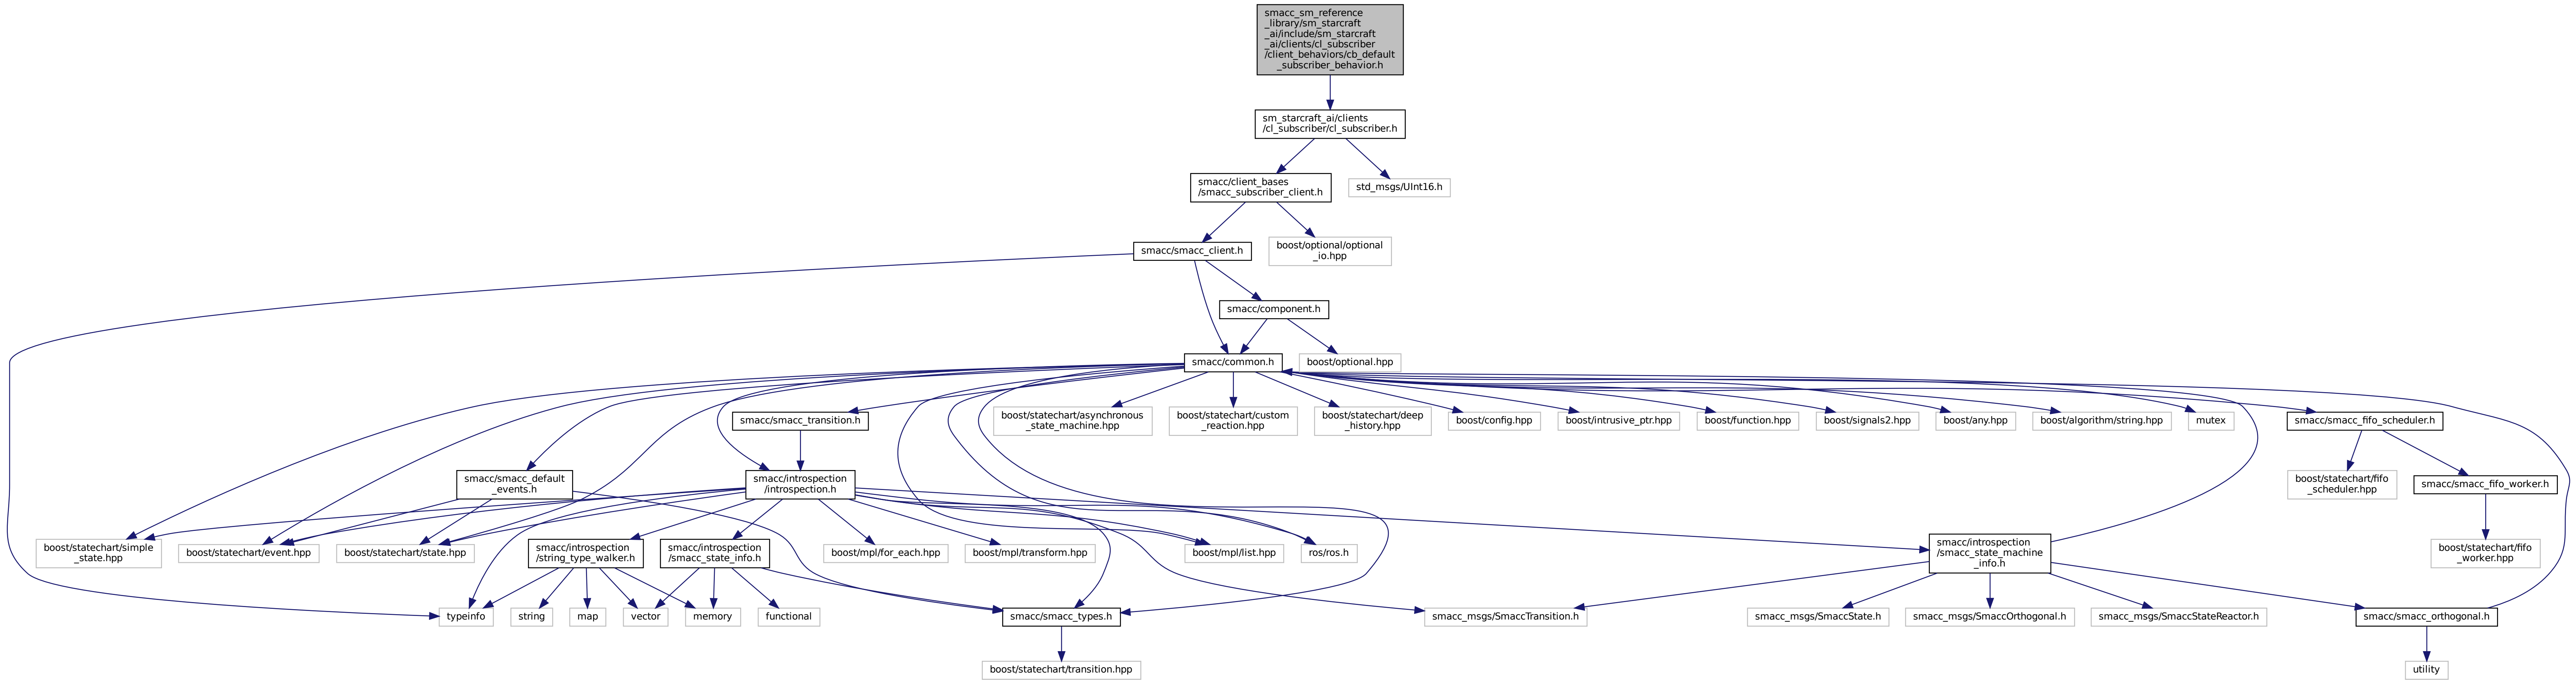 smacc_sm_reference
_library/sm_starcraft
_ai/include/sm_starcraft
_ai/clients/cl_subscriber
/client_behaviors/cb_default
_subscriber_behavior.h
sm_starcraft_ai/clients
/cl_subscriber/cl_subscriber.h
smacc/client_bases
/smacc_subscriber_client.h
std_msgs/UInt16.h
smacc/smacc_client.h
boost/optional/optional
_io.hpp
smacc/component.h
smacc/common.h
boost/optional.hpp
smacc/smacc_transition.h
boost/statechart/asynchronous
_state_machine.hpp
boost/statechart/custom
_reaction.hpp
boost/statechart/deep
_history.hpp
boost/config.hpp
boost/intrusive_ptr.hpp
boost/function.hpp
boost/signals2.hpp
boost/any.hpp
boost/algorithm/string.hpp
mutex
smacc/smacc_fifo_scheduler.h
smacc/smacc_default
_events.h
smacc/introspection
/introspection.h
boost/statechart/fifo
_scheduler.hpp
smacc/smacc_fifo_worker.h
boost/statechart/simple
_state.hpp
boost/statechart/event.hpp
boost/statechart/state.hpp
smacc/introspection
/string_type_walker.h
smacc/introspection
/smacc_state_info.h
boost/mpl/for_each.hpp
boost/mpl/transform.hpp
boost/mpl/list.hpp
ros/ros.h
smacc/introspection
/smacc_state_machine
_info.h
boost/statechart/fifo
_worker.hpp
typeinfo
string
map
vector
memory
functional
smacc/smacc_types.h
smacc_msgs/SmaccTransition.h
smacc_msgs/SmaccState.h
smacc_msgs/SmaccOrthogonal.h
smacc_msgs/SmaccStateReactor.h
smacc/smacc_orthogonal.h
boost/statechart/transition.hpp
utility